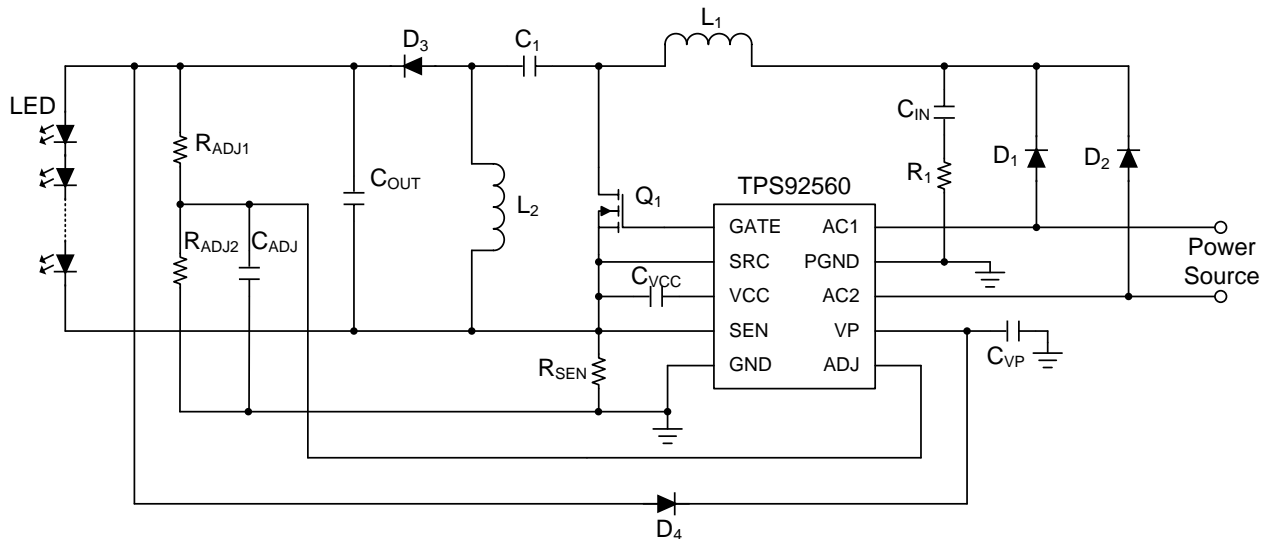 L1
D3
C1
LED
RADJ1
COUT
L2
Q1
TPS92560
CIN
R1
D1
D2
RADJ2
CADJ
CVCC
GATE
AC1
SRC
PGND
VCC
AC2
SEN
VP
GND
ADJ
Power
Source
RSEN
CVP
D4